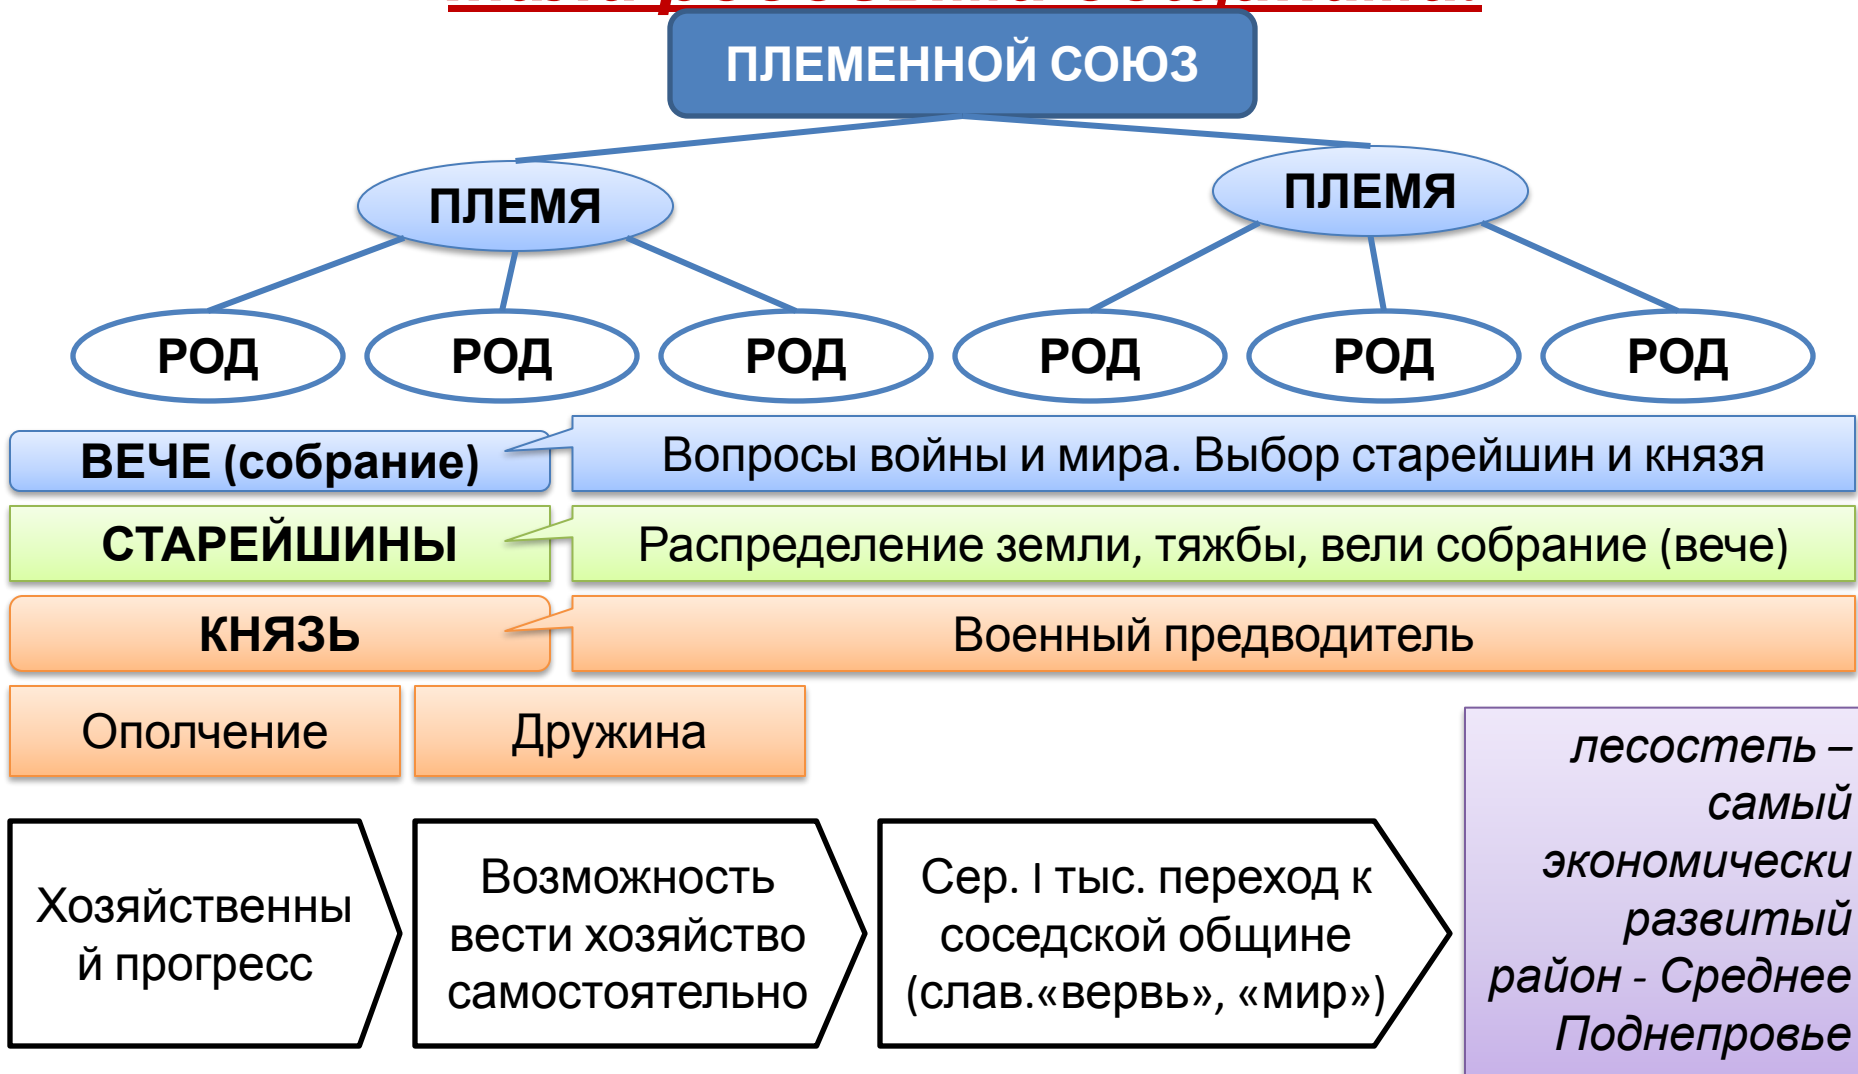 ПЛЕМЕННОЙ СОЮЗ
ПЛЕМЯ
ПЛЕМЯ
РОД
РОД
РОД
РОД
РОД
РОД
ВЕЧЕ (собрание)
Вопросы войны и мира. Выбор старейшин и князя
СТАРЕЙШИНЫ
Распределение земли, тяжбы, вели собрание (вече)
КНЯЗЬ
Военный предводитель
Ополчение
Дружина
Хозяйственны
й прогресс
Возможность
вести хозяйство
самостоятельно
Сер. I тыс. переход к
соседской общине
(слав.«вервь», «мир»)
лесостепь –
самый
экономически
развитый
район - Среднее
Поднепровье